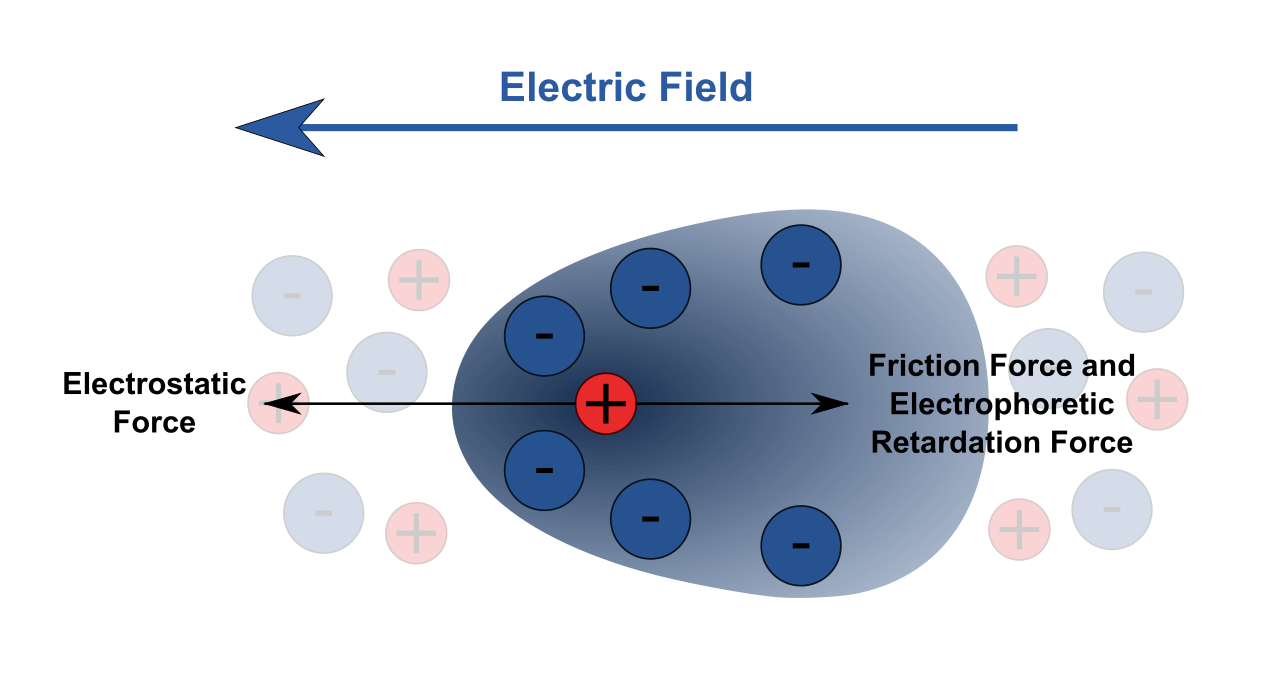 Electric Field
Electrostatic
Force
Friction Force and
Electrophoretic
Retardation Force
- + - + - +
- - - + - - -
+ - + + -